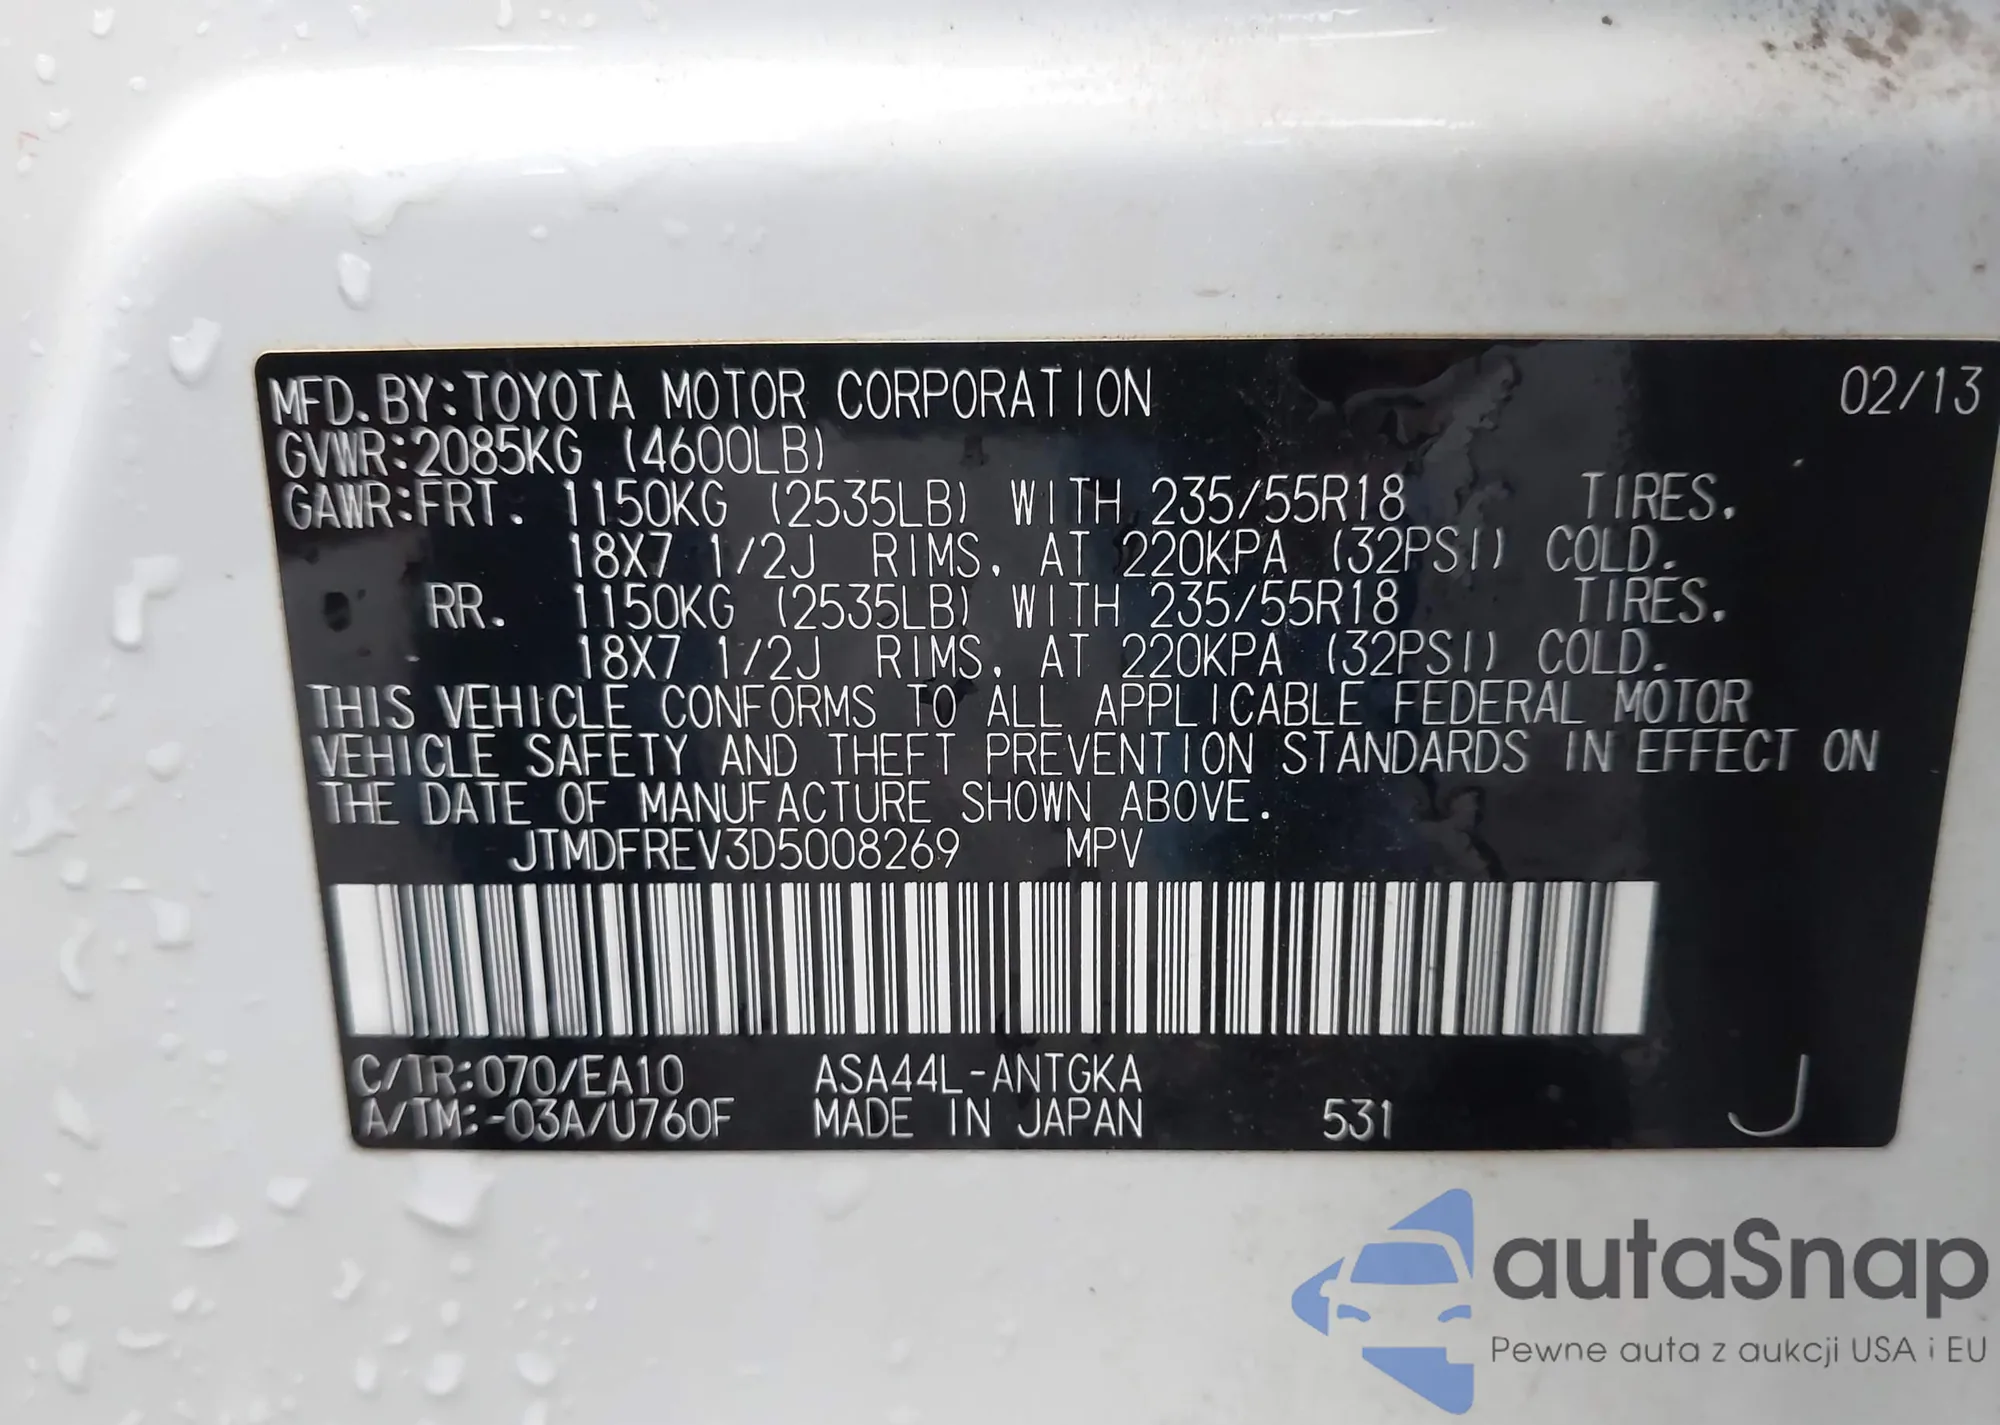 MFD. BY: TOYOTA MOTOR CORPORATION 02/13
GVWR: 2085KG (4600LB)
GAWR: FRT. 1150KG (2535LB) WITH 235/55R18 TIRES.
18X7 1/2J RIMS. AT 220KPA (32PSI) COLD.
RR. 1150KG (2535LB) WITH 235/55R18 TIRES.
18X7 1/2J RIMS. AT 220KPA (32PSI) COLD.
THIS VEHICLE CONFORMS TO ALL APPLICABLE FEDERAL MOTOR
VEHICLE SAFETY AND THEFT PREVENTION STANDARDS IN EFFECT ON
THE DATE OF MANUFACTURE SHOWN ABOVE.
JTMDFREV3D5008269 MPV
C/TR: 070/EA10 ASA44L-ANTGKA
A/TM: -03A/U760F MADE IN JAPAN 531 J
autaSnap
Pewne auta z aukcji USA i EU